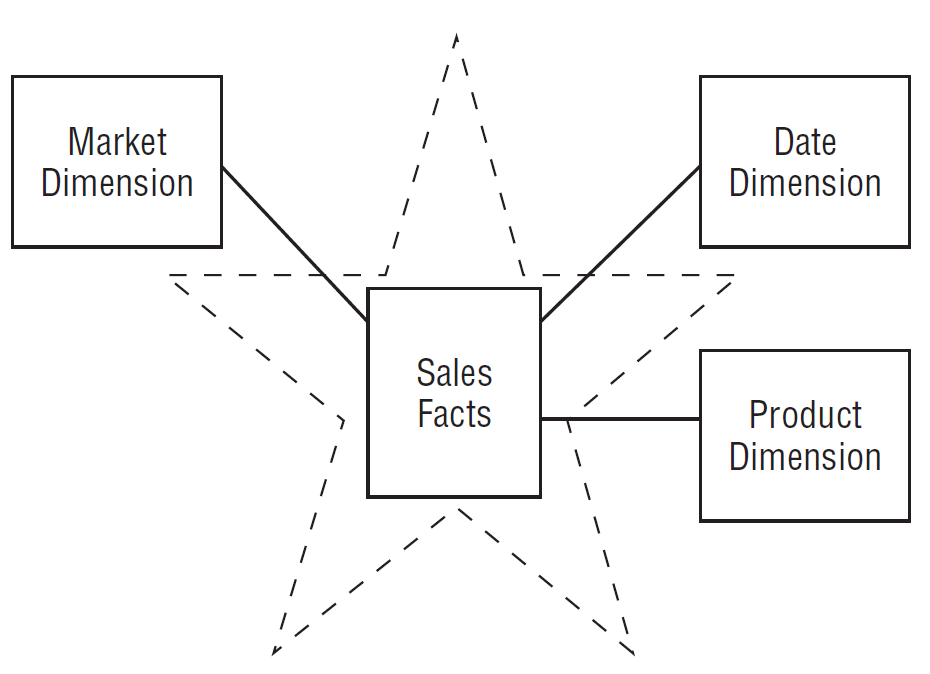 Market
Dimension
Date
Dimension
Sales
Facts
Product
Dimension